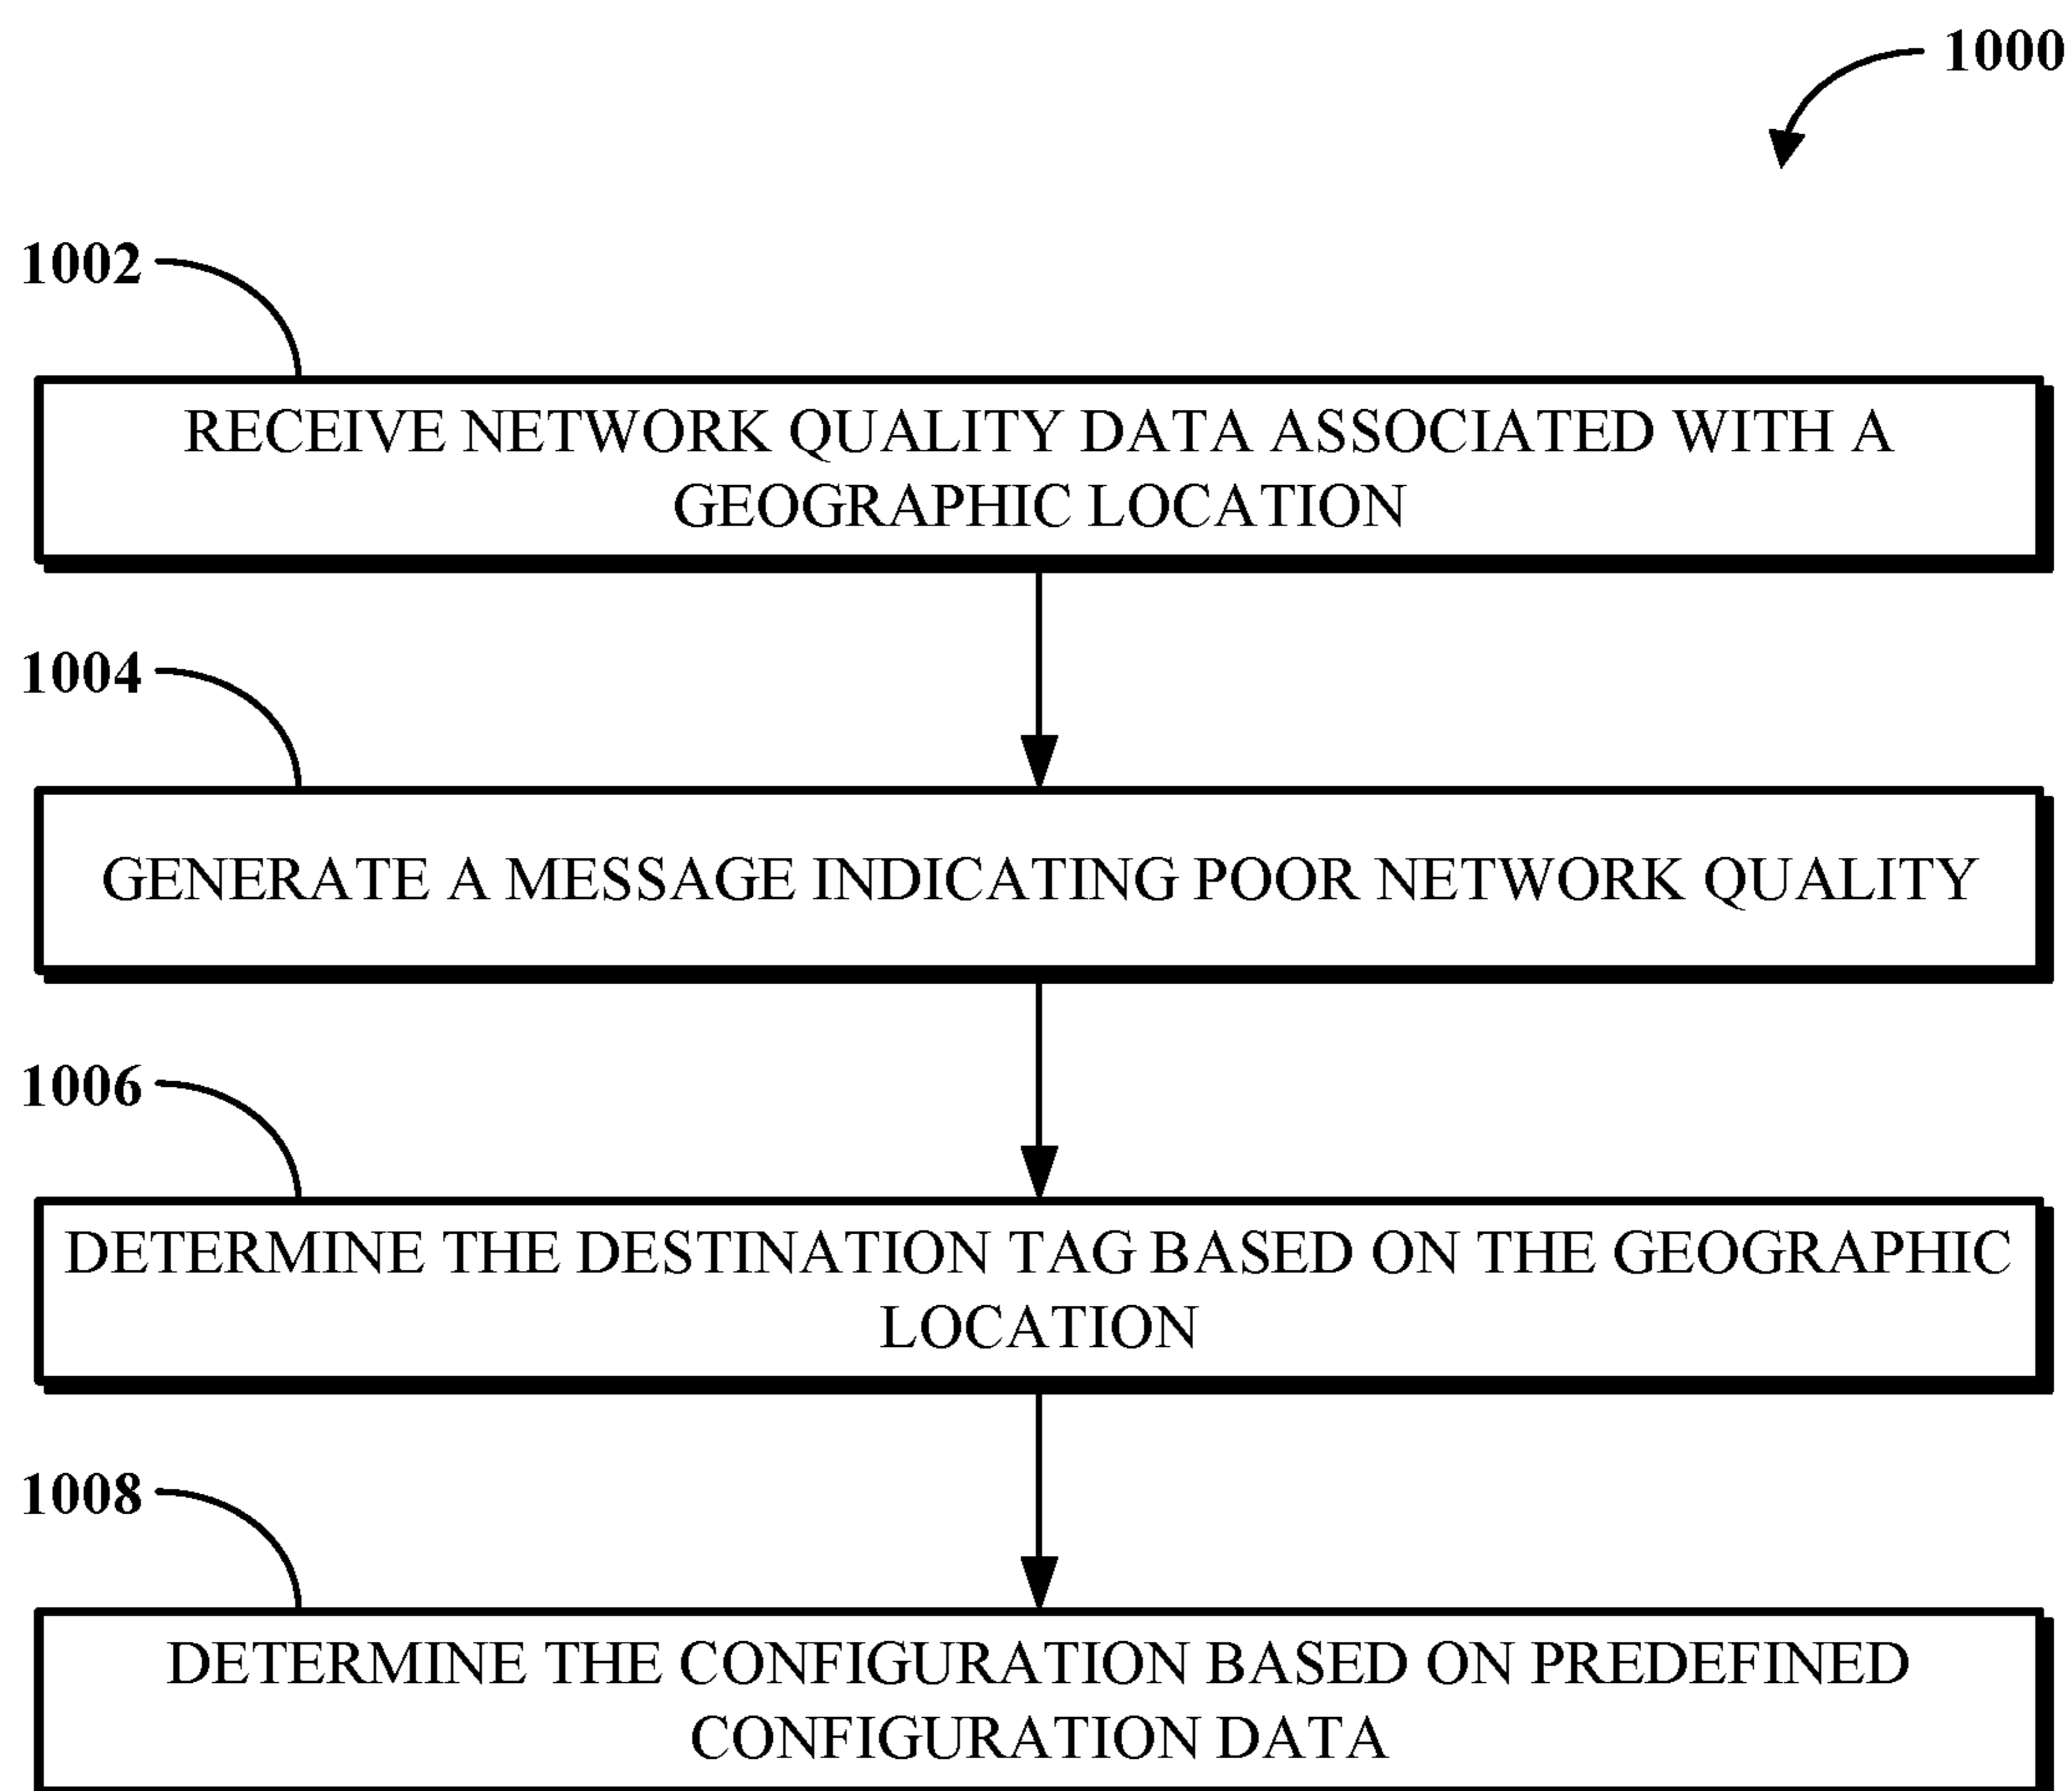 1000
1002
RECEIVE NETWORK QUALITY DATA ASSOCIATED WITH A
GEOGRAPHIC LOCATION
1004
GENERATE A MESSAGE INDICATING POOR NETWORK QUALITY
1006
DETERMINE THE DESTINATION TAG BASED ON THE GEOGRAPHIC
LOCATION
1008
DETERMINE THE CONFIGURATION BASED ON PREDEFINED
CONFIGURATION DATA